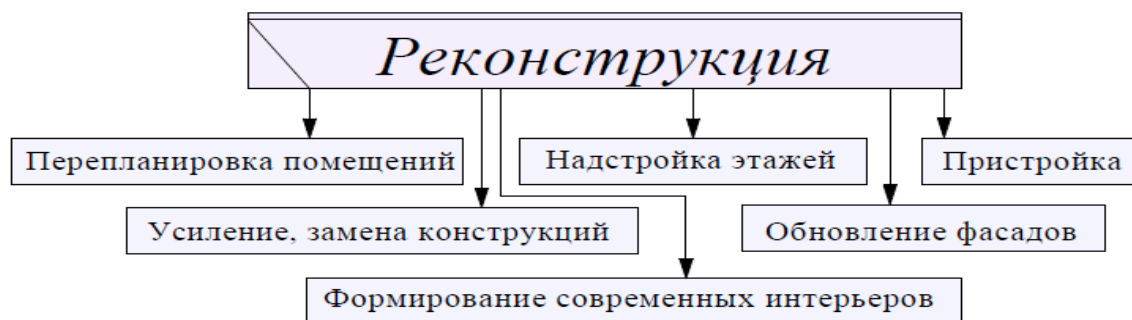 Реконструкция
Перепланировка помещений
Надстройка этажей
Пристройка
Усиление, замена конструкций
Обновление фасадов
Формирование современных интерьеров